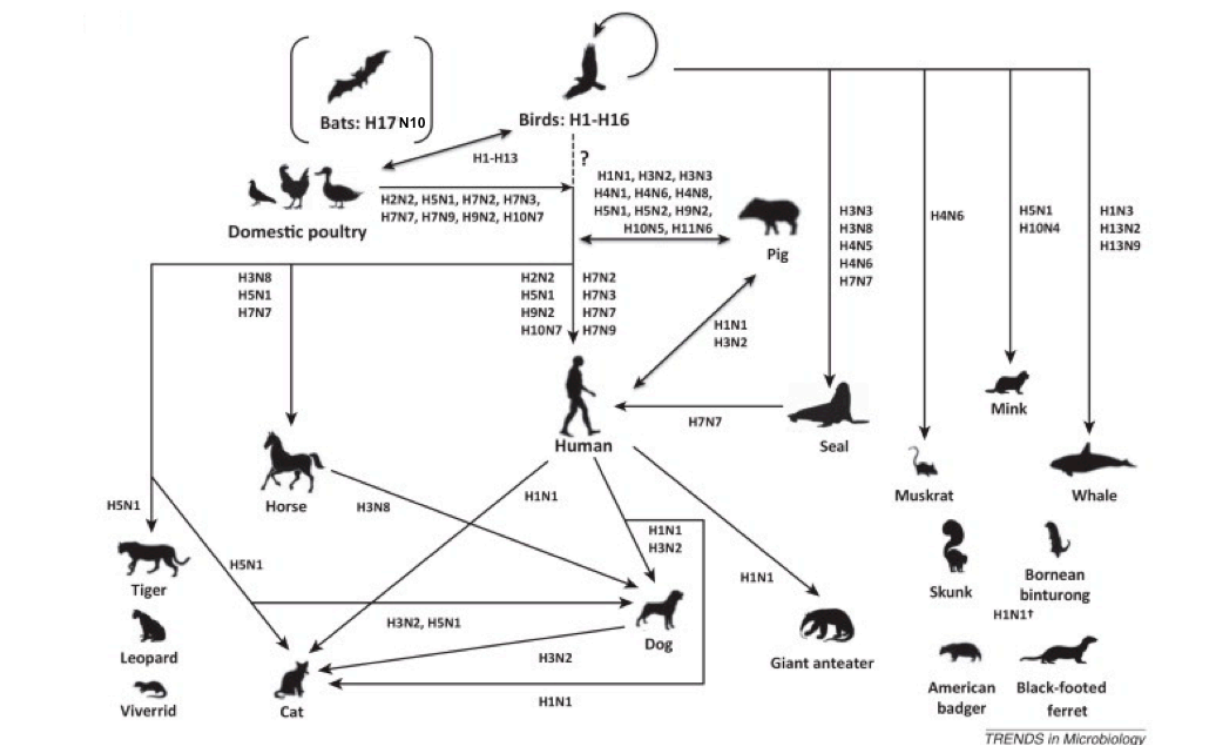 Bats: H17 N10
Birds: H1-H16
H1-H13
?
Domestic poultry
H2N2, H5N1, H7N2, H7N3,
H7N7, H7N9, H9N2, H10N7
H1N1, H3N2, H3N3
H4N1, H4N6, H4N8,
H5N1, H5N2, H9N2,
H10N5, H11N6
Pig
H3N3
H3N8
H4N5
H4N6
H7N7
H4N6
H5N1
H10N4
H1N3
H13N2
H13N9
H3N8
H5N1
H7N7
H2N2
H5N1
H9N2
H10N7
H7N2
H7N3
H7N7
H7N9
H1N1
H3N2
Human
H7N7
Seal
Mink
Muskrat
Whale
Horse
H3N8
H5N1
Tiger
H5N1
H1N1
H1N1
H3N2
H1N1
Giant anteater
Skunk
Bornean
binturong
H1N1†
American
badger
Black-footed
ferret
Leopard
Viverrid
H3N2, H5N1
Dog
H3N2
Cat
H1N1
TRENDS in Microbiology